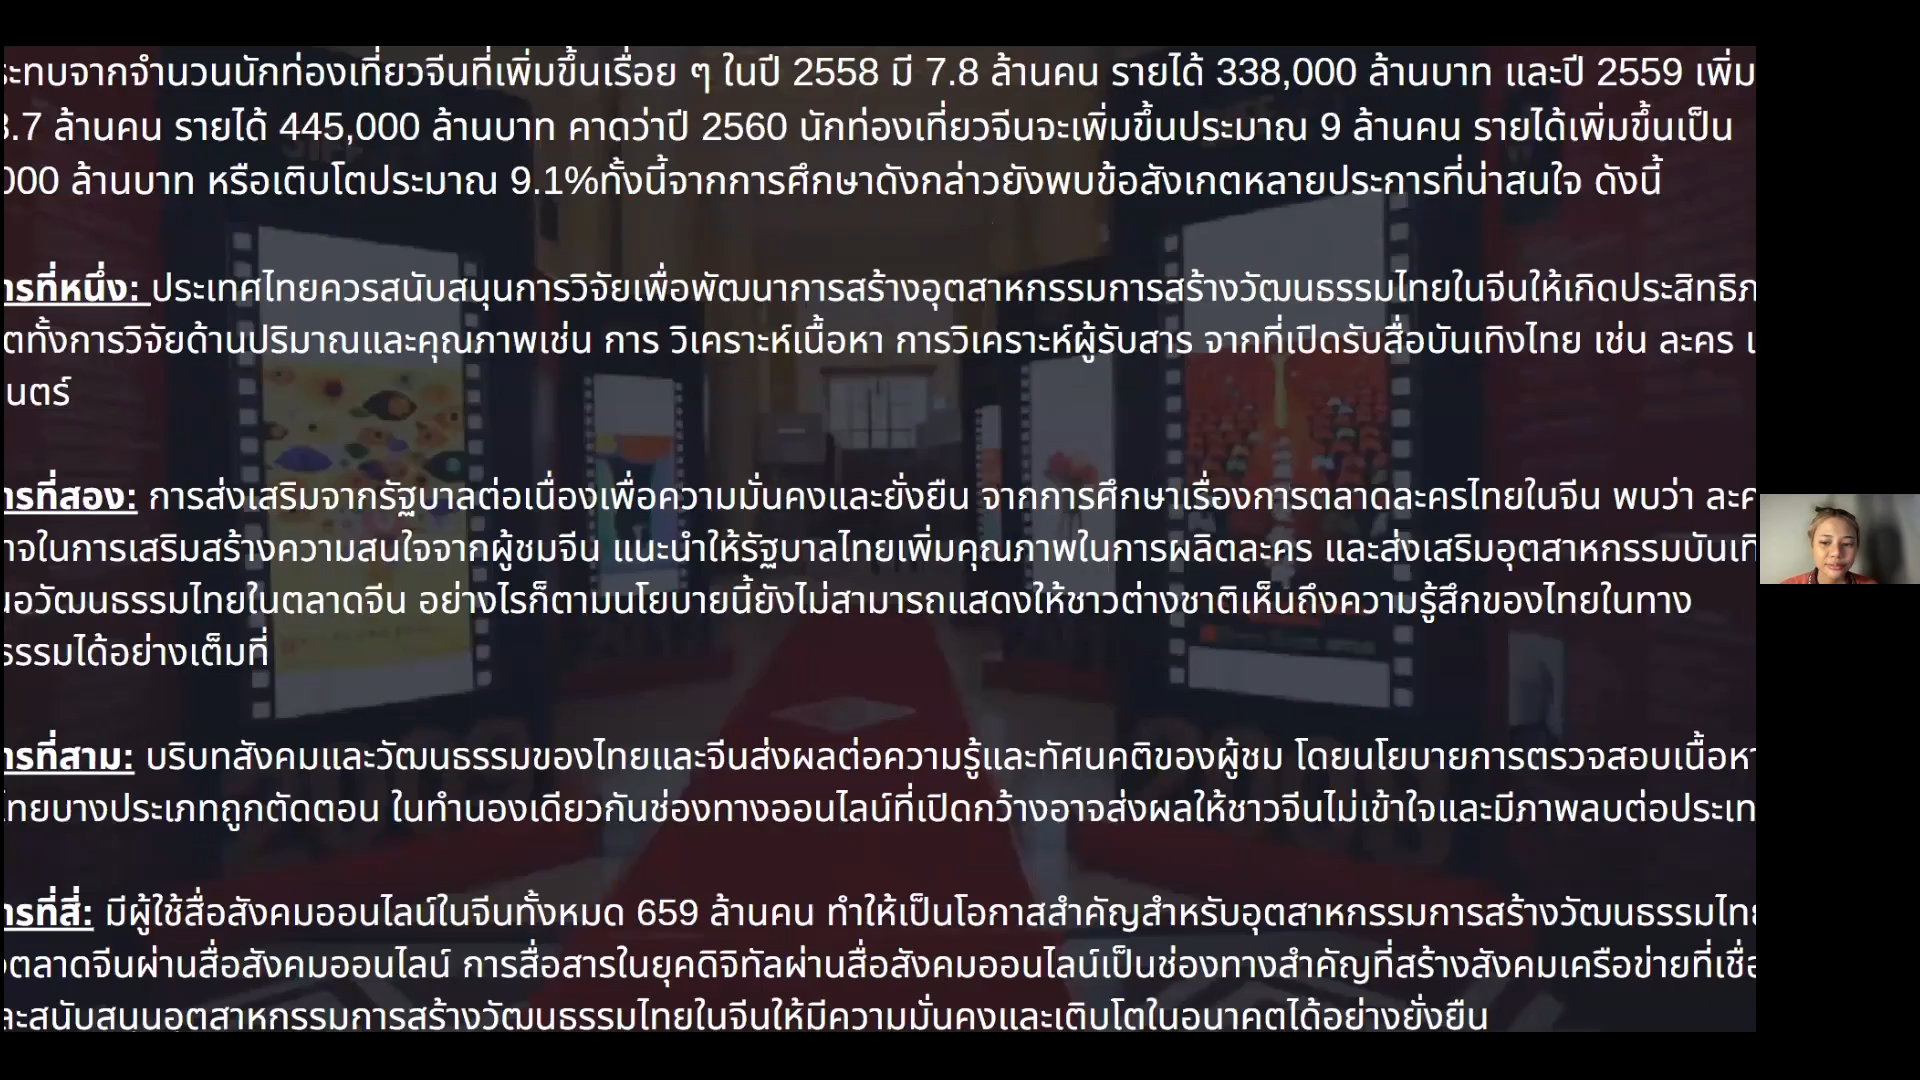 ระทบจากจำนวนนักท่องเที่ยวจีนที่เพิ่มขึ้นเรื่อย ๆ ในปี 2558 มี 7.8 ล้านคน รายได้ 338,000 ล้านบาท และปี 2559 เพิ่ม
.7 ล้านคน รายได้ 445,000 ล้านบาท คาดว่าปี 2560 นักท่องเที่ยวจีนจะเพิ่มขึ้นประมาณ 9 ล้านคน รายได้เพิ่มขึ้นเป็น
000 ล้านบาท หรือเติบโตประมาณ 9.1%ทั้งนี้จากการศึกษาดังกล่าวยังพบข้อสังเกตหลายประการที่น่าสนใจ ดังนี้
ารที่หนึ่ง: ประเทศไทยควรสนับสนุนการวิจัยเพื่อพัฒนาการสร้างอุตสาหกรรมการสร้างวัฒนธรรมไทยในจีนให้เกิดประสิทธิภ
ตทั้งการวิจัยด้านปริมาณและคุณภาพเช่น การ วิเคราะห์เนื้อหา การวิเคราะห์ผู้รับสาร จากที่เปิดรับสื่อบันเทิงไทย เช่น ละคร เ
นตร์
ารที่สอง: การส่งเสริมจากรัฐบาลต่อเนื่องเพื่อความมั่นคงและยั่งยืน จากการศึกษาเรื่องการตลาดละครไทยในจีน พบว่า ละค
าจในการเสริมสร้างความสนใจจากผู้ชมจีน แนะนำให้รัฐบาลไทยเพิ่มคุณภาพในการผลิตละคร และส่งเสริมอุตสาหกรรมบันเทิ
นอวัฒนธรรมไทยในตลาดจีน อย่างไรก็ตามนโยบายนี้ยังไม่สามารถแสดงให้ชาวต่างชาติเห็นถึงความรู้สึกของไทยในทาง
ธรรมได้อย่างเต็มที่
ารที่สาม: บริบทสังคมและวัฒนธรรมของไทยและจีนส่งผลต่อความรู้และทัศนคติของผู้ชม โดยนโยบายการตรวจสอบเนื้อหา
ไทยบางประเภทถูกตัดตอน ในทำนองเดียวกันช่องทางออนไลน์ที่เปิดกว้างอาจส่งผลให้ชาวจีนไม่เข้าใจและมีภาพลบต่อประเท
ารที่สี่: มีผู้ใช้สื่อสังคมออนไลน์ในจีนทั้งหมด 659 ล้านคน ทำให้เป็นโอกาสสำคัญสำหรับอุตสาหกรรมการสร้างวัฒนธรรมไทย
ตลาดจีนผ่านสื่อสังคมออนไลน์ การสื่อสารในยุคดิจิทัลผ่านสื่อสังคมออนไลน์เป็นช่องทางสำคัญที่สร้างสังคมเครือข่ายที่เชื่อ
ละสนับสนุนอุตสาหกรรมการสร้างวัฒนธรรมไทยในจีนให้มีความมั่นคงและเติบโตในอนาคตได้อย่างยั่งยืน